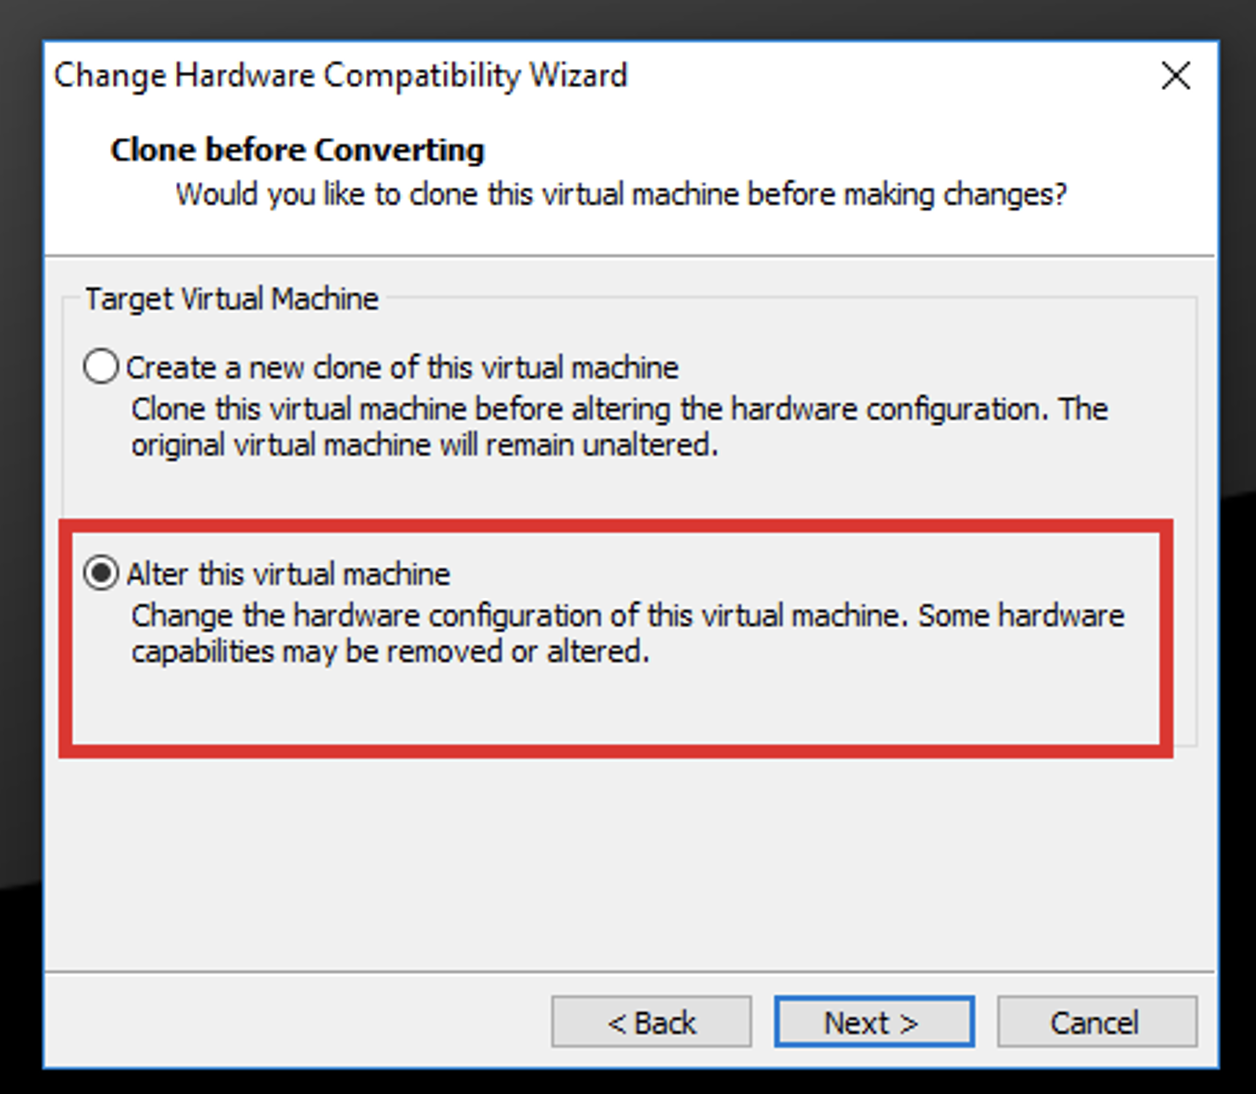 Change Hardware Compatibility Wizard
Clone before Converting
Would you like to clone this virtual machine before making changes?
Target Virtual Machine
Create a new clone of this virtual machine
Clone this virtual machine before altering the hardware configuration. The
original virtual machine will remain unaltered.
Alter this virtual machine
Change the hardware configuration of this virtual machine. Some hardware
capabilities may be removed or altered.
< Back Next > Cancel